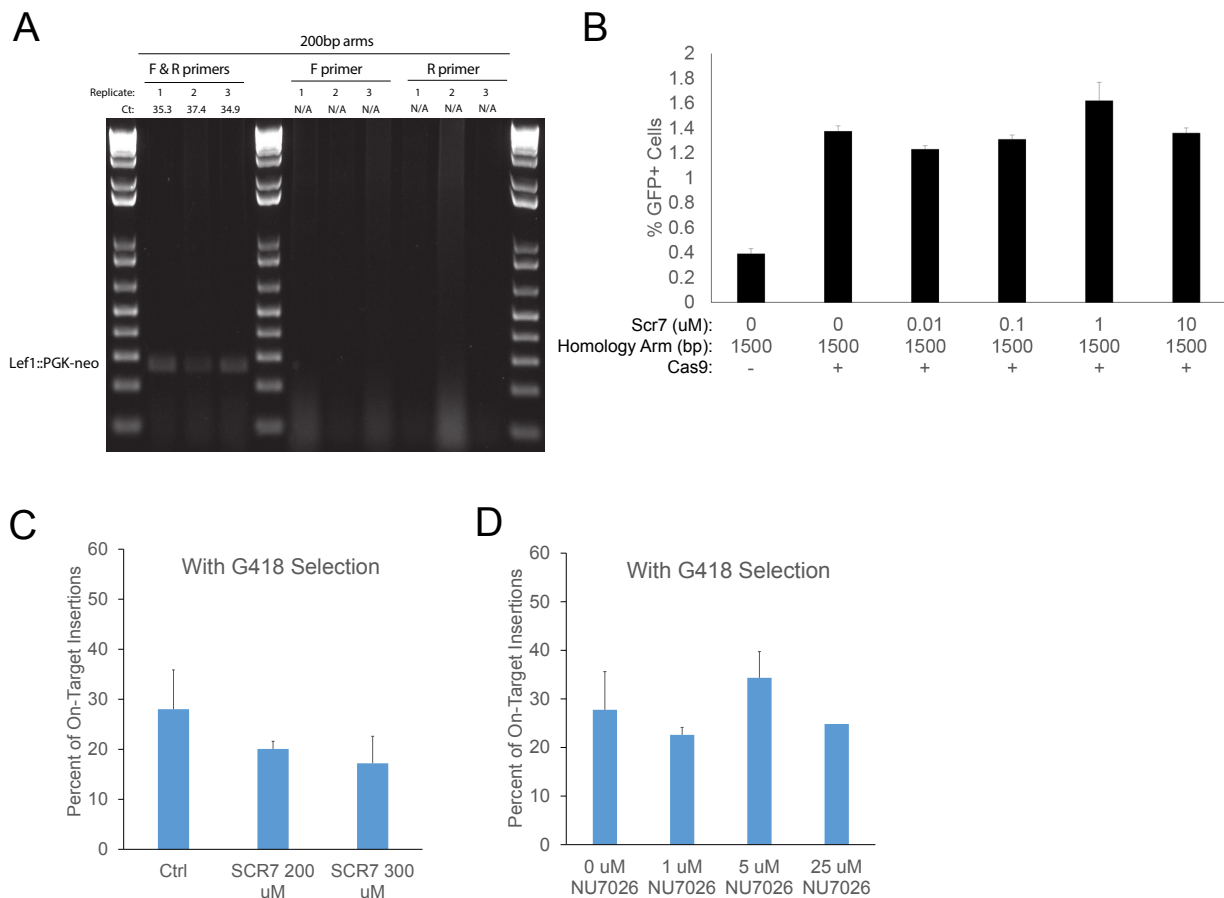 A
200bp arms
F & R primers
F primer
R primer
Replicate: 1 2 3 1 2 3 1 2 3
Ct: 35.3 37.4 34.9 N/A N/A N/A N/A N/A N/A
Lef1::PGK-neo
B
% GFP+ Cells
2
1.8
1.6
1.4
1.2
1
0.8
0.6
0.4
0.2
0
Scr7 (uM): 0 0 0.01 0.1 1 10
Homology Arm (bp): 1500 1500 1500 1500 1500 1500
Cas9: - + + + + +
C
With G418 Selection
Percent of On-Target Insertions
60
50
40
30
20
10
0
Ctrl
SCR7 200
uM
SCR7 300
uM
D
With G418 Selection
Percent of On-Target Insertions
60
50
40
30
20
10
0
0 uM
NU7026
1 uM
NU7026
5 uM
NU7026
25 uM
NU7026